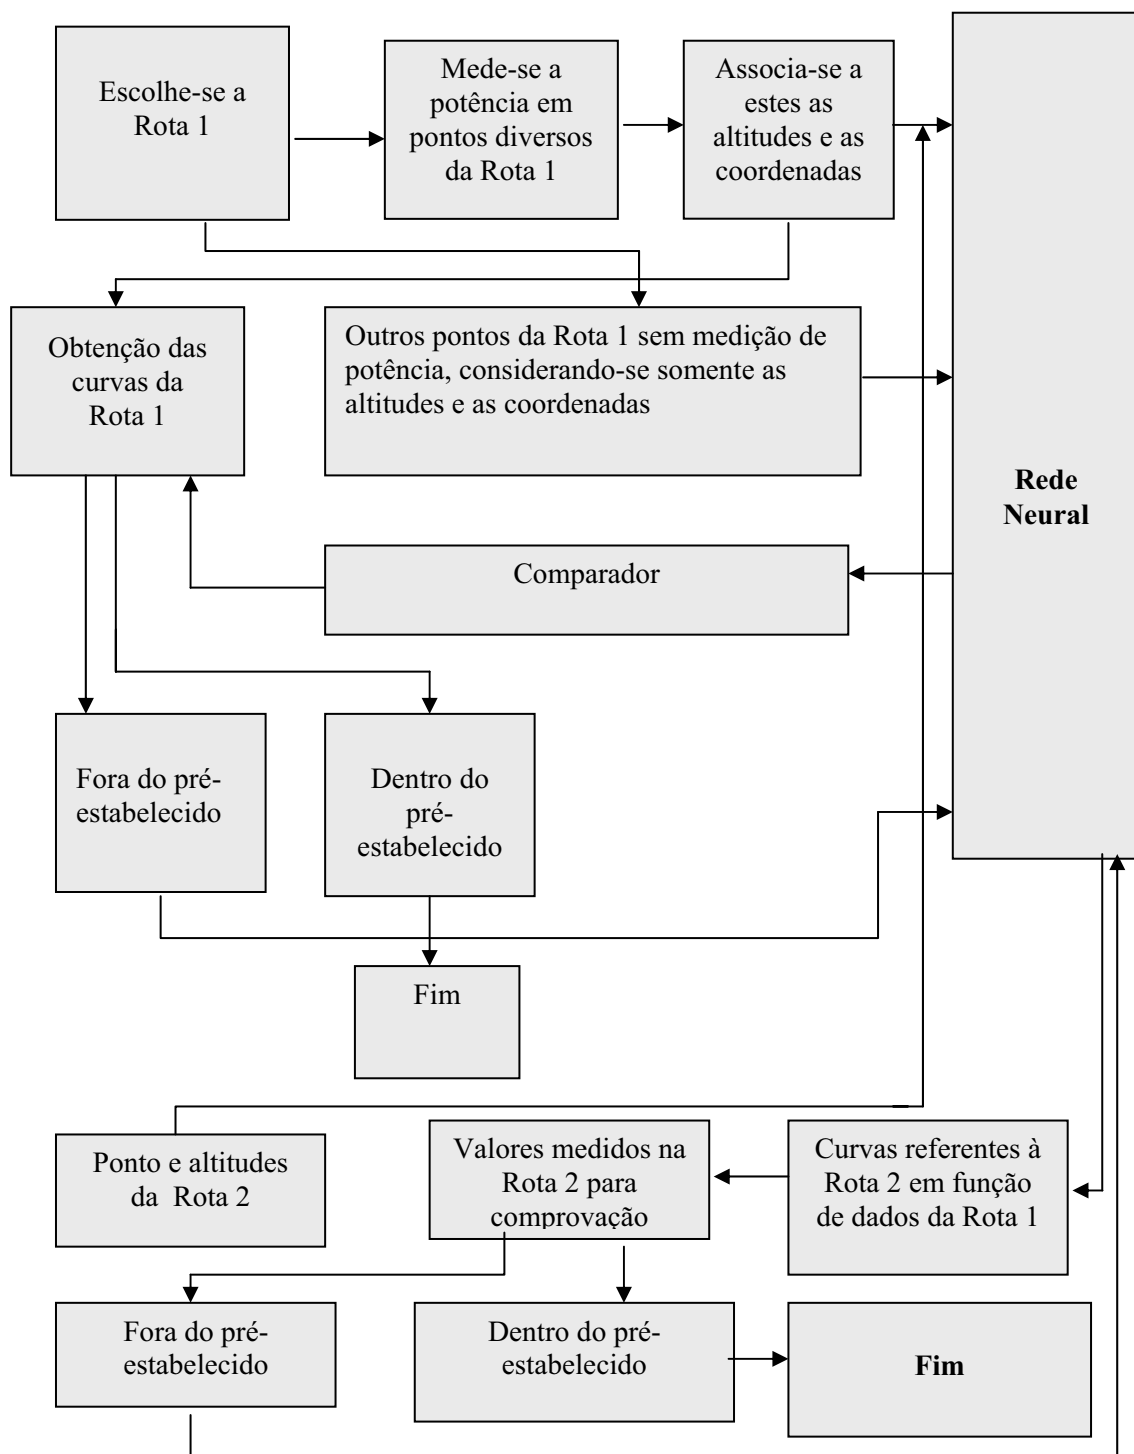 Escolhe-se a
Rota 1
Mede-se a
potência em
pontos diversos
da Rota 1
Associa-se a
estes as
altitudes e as
coordenadas
Obtenção das
curvas da
Rota 1
Outros pontos da Rota 1 sem medição de
potência, considerando-se somente as
altitudes e as coordenadas
Rede
Neural
Comparador
Fora do pré-
estabelecido
Dentro do
pré-
estabelecido
Fim
Ponto e altitudes
da Rota 2
Valores medidos na
Rota 2 para
comprovação
Curvas referentes à
Rota 2 em função
de dados da Rota 1
Fora do pré-
estabelecido
Dentro do pré-
estabelecido
Fim